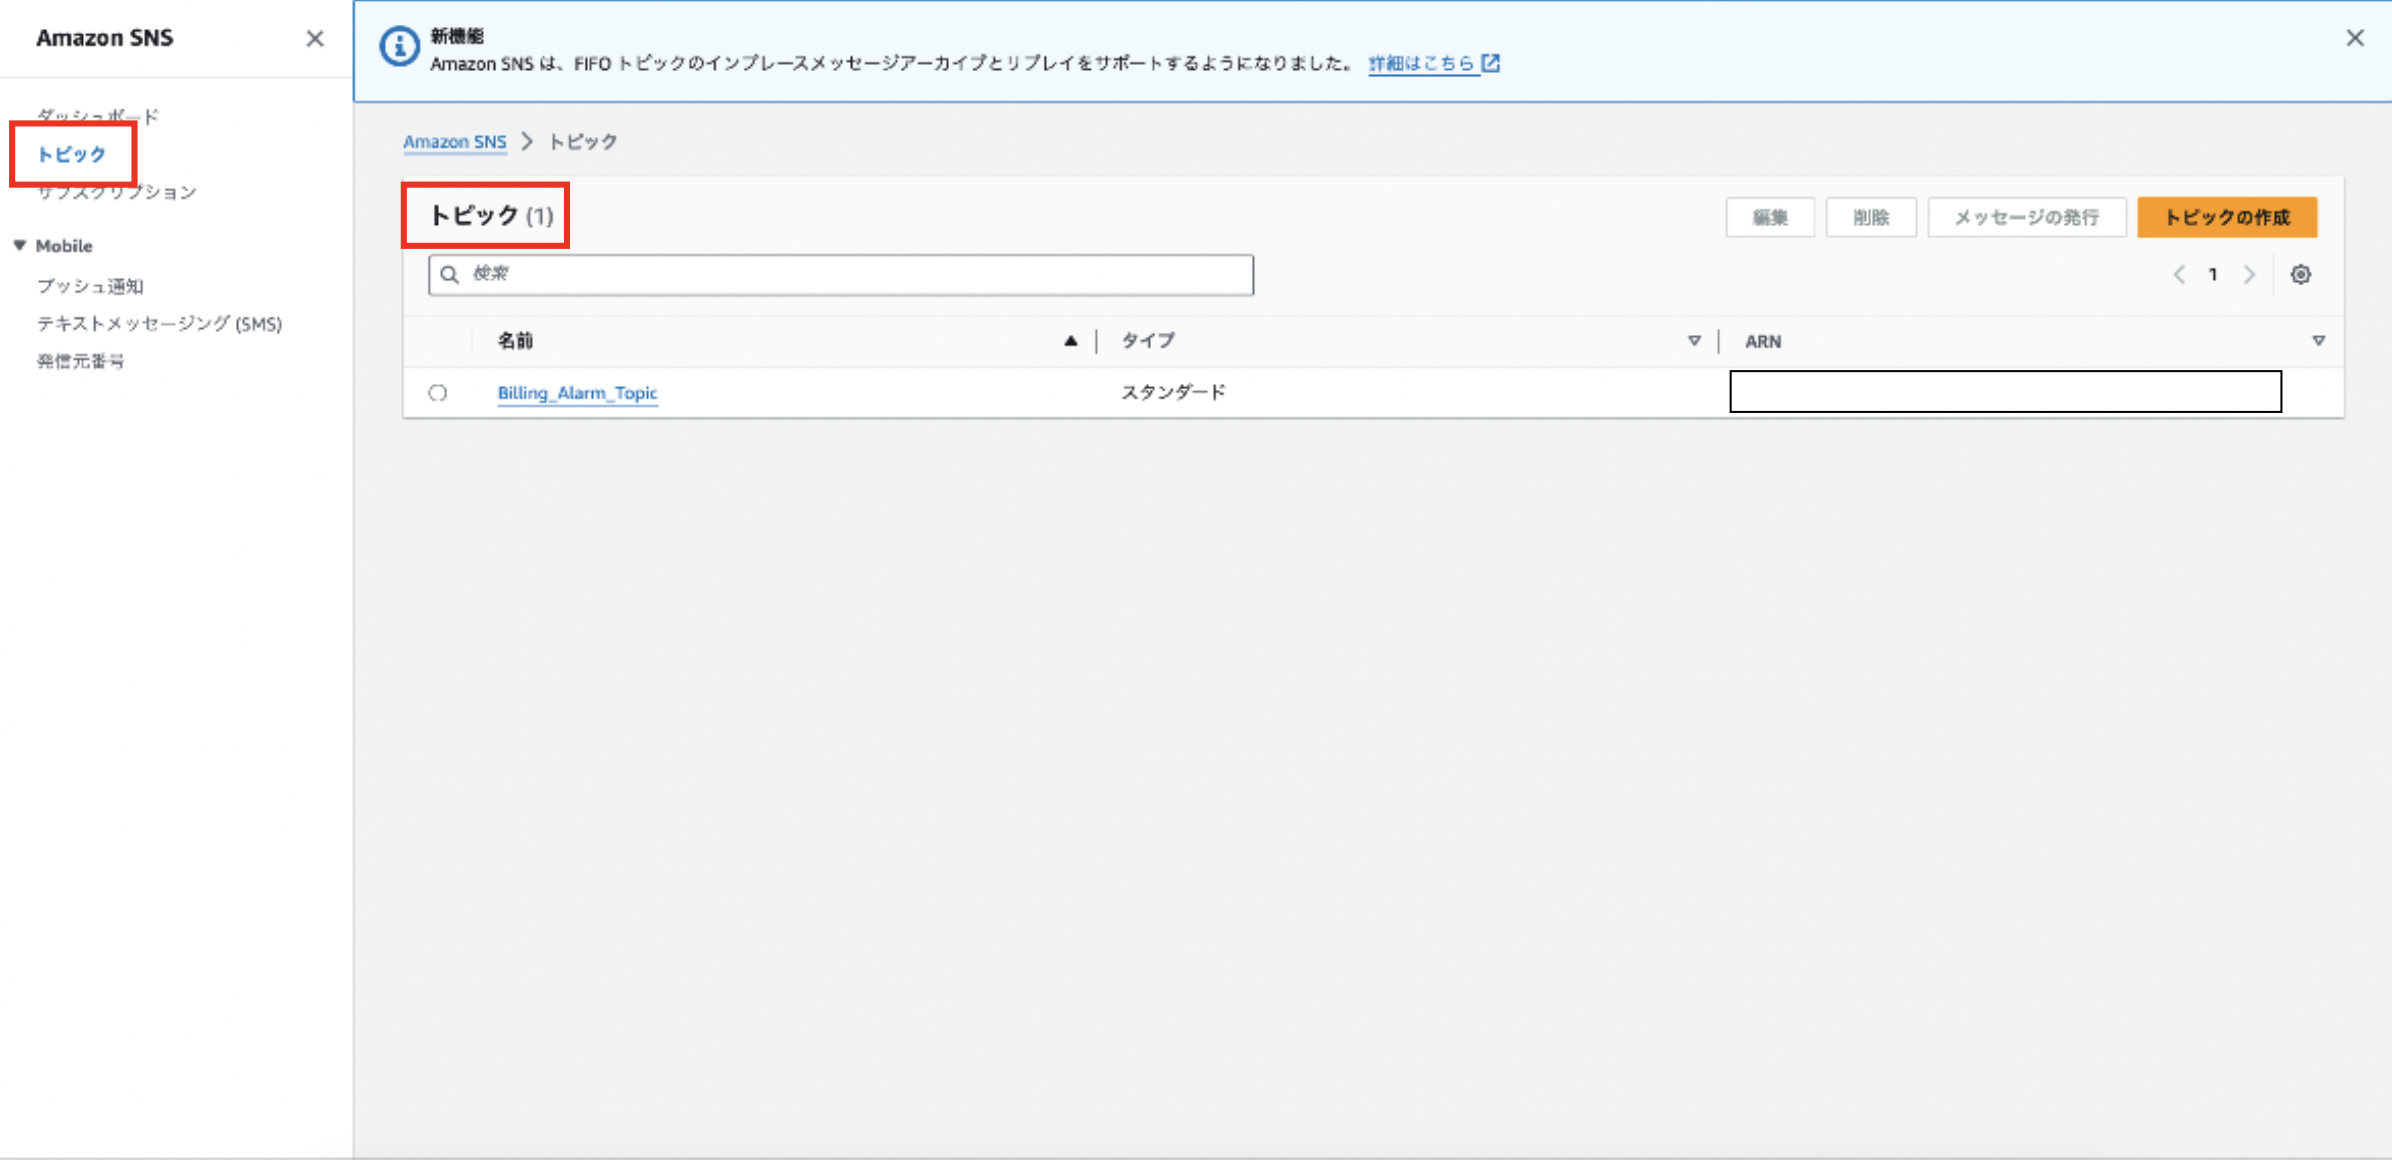 Amazon SNS
ダッシュボード
トピック
サブスクリプション
Mobile
プッシュ通知
テキストメッセージング (SMS)
発信元番号
新機能
Amazon SNS は、FIFO トピックのインプレースメッセージアーカイブとリプレイをサポートするようになりました。 詳細はこちら
Amazon SNS > トピック
トピック (1)
編集 削除 メッセージの発行 トピックの作成
検索
1
名前 タイプ ARN
Billing_Alarm_Topic スタンダード